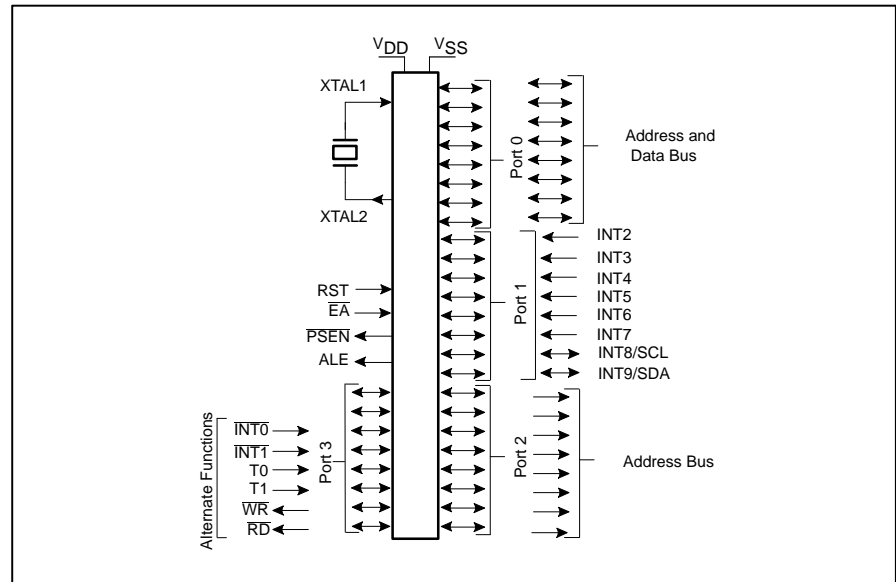 VDD
VSS
XTAL1
XTAL2
RST
EA
PSEN
ALE
Port 0
Address and
Data Bus
Port 1
INT2
INT3
INT4
INT5
INT6
INT7
INT8/SCL
INT9/SDA
Alternate Functions
INT0
INT1
T0
T1
WR
RD
Port 3
Port 2
Address Bus